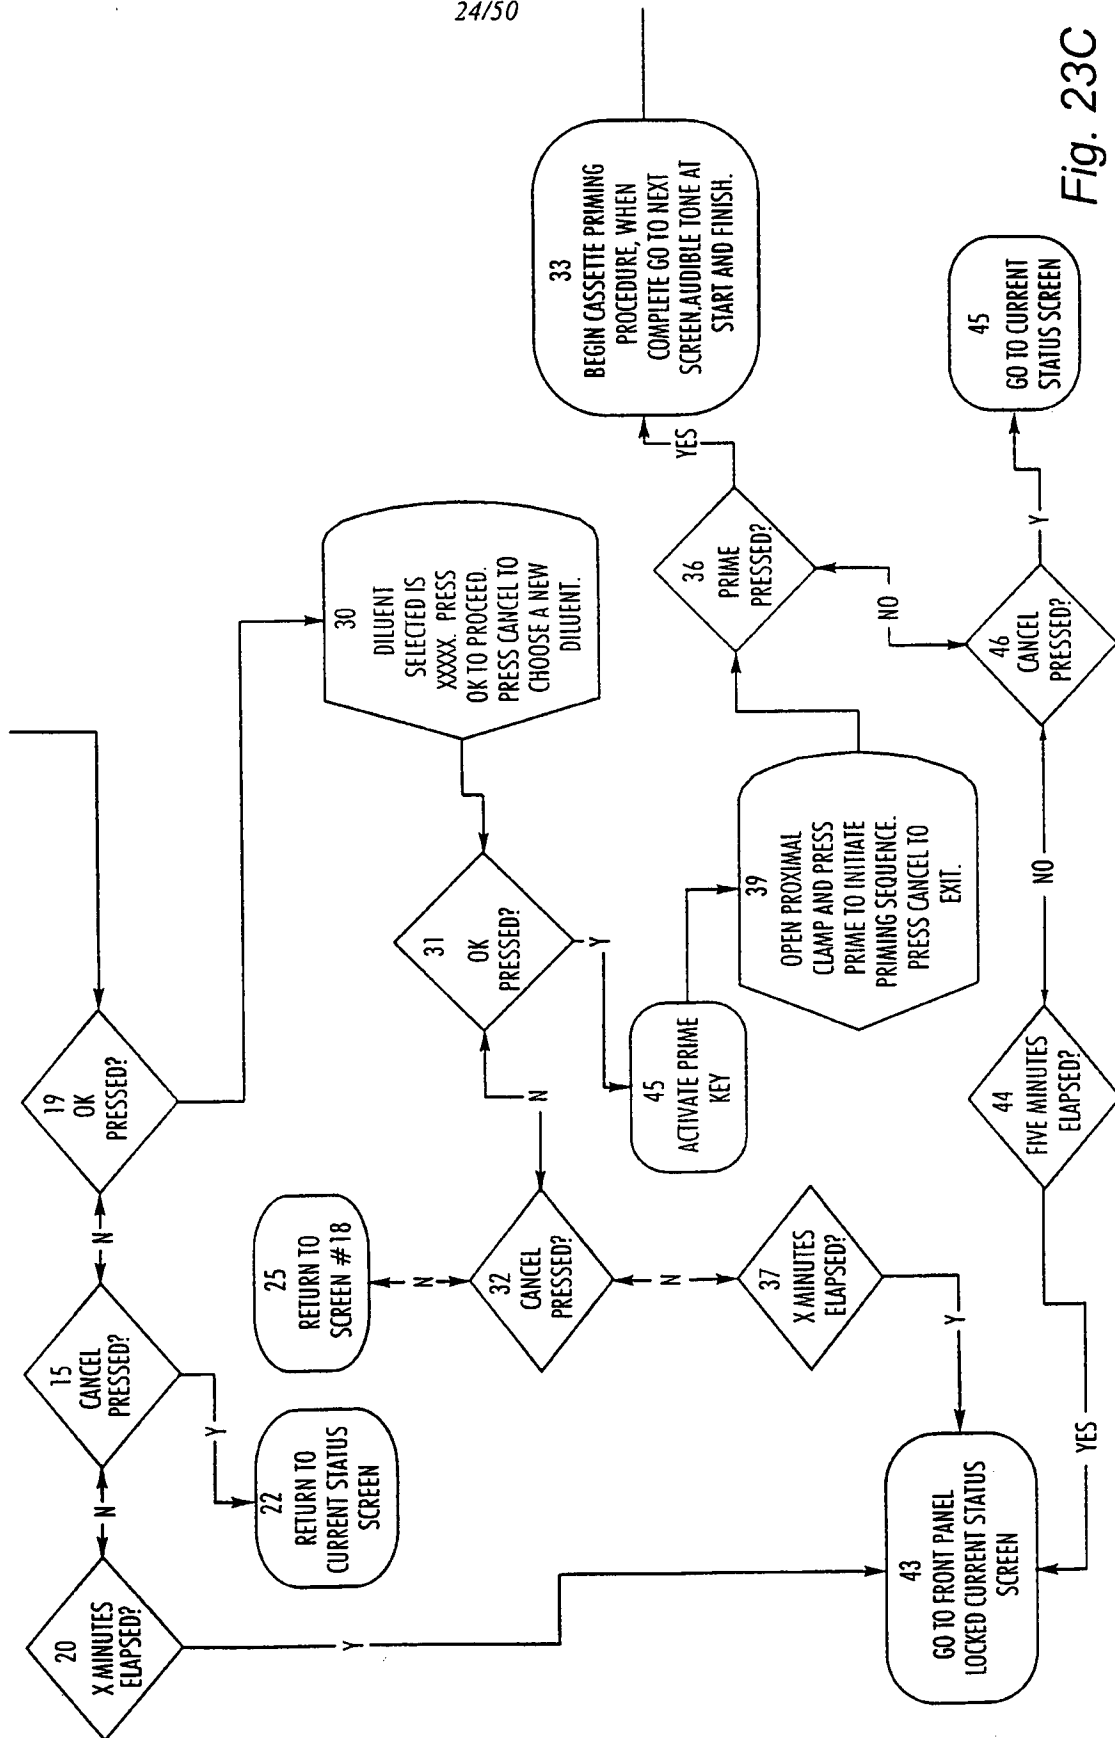 24/50
20
X MINUTES
ELAPSED?
N
15
CANCEL
PRESSED?
N
19
OK
PRESSED?
Y
22
RETURN TO
CURRENT STATUS
SCREEN
25
RETURN TO
SCREEN #18
N
30
DILUENT
SELECTED IS
XXXX. PRESS
OK TO PROCEED.
PRESS CANCEL TO
CHOOSE A NEW
DILUENT.
Y
31
OK
PRESSED?
N
32
CANCEL
PRESSED?
Y
45
ACTIVATE PRIME
KEY
N
37
X MINUTES
ELAPSED?
Y
39
OPEN PROXIMAL
CLAMP AND PRESS
PRIME TO INITIATE
PRIMING SEQUENCE.
PRESS CANCEL TO
EXIT.
36
PRIME
PRESSED?
YES
33
BEGIN CASSETTE PRIMING
PROCEDURE, WHEN
COMPLETE GO TO NEXT
SCREEN.AUDIBLE TONE AT
START AND FINISH.
NO
43
GO TO FRONT PANEL
LOCKED CURRENT STATUS
SCREEN
YES
44
FIVE MINUTES
ELAPSED?
NO
46
CANCEL
PRESSED?
Y
45
GO TO CURRENT
STATUS SCREEN
Fig. 23C